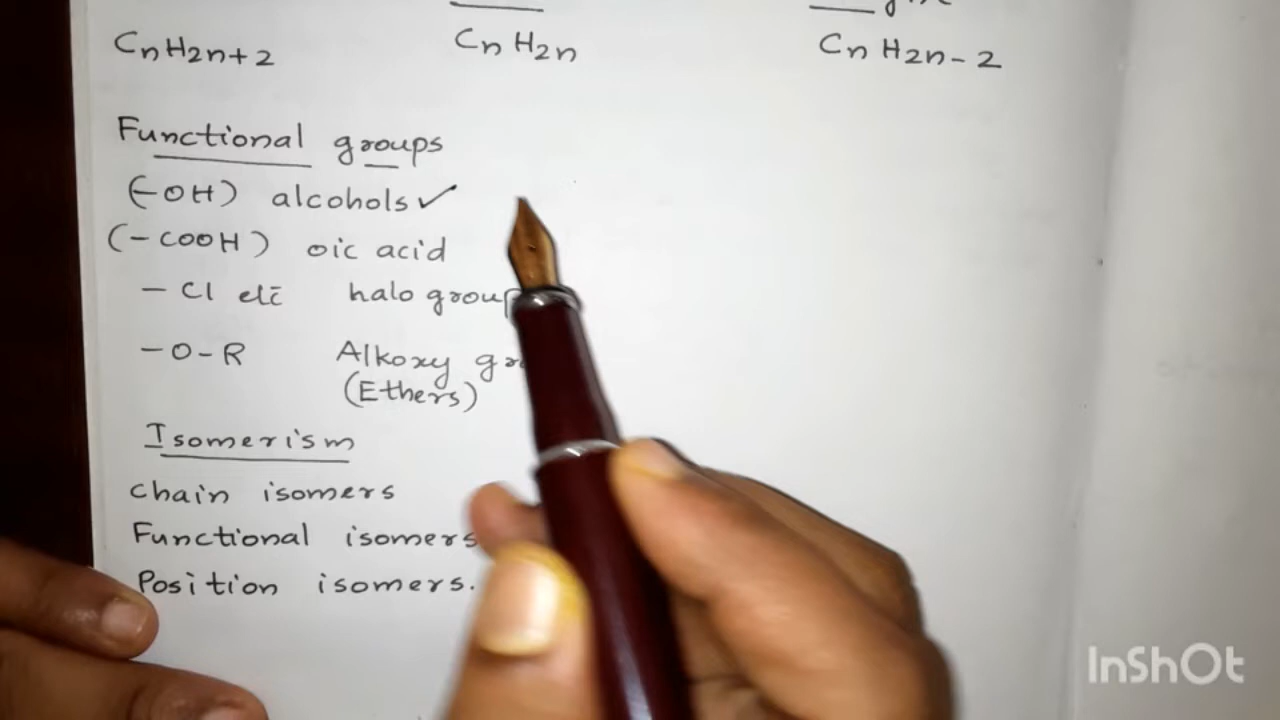 CnH2n+2 CnH2n CnH2n-2
Functional groups
(-OH) alcohols ✓
(-COOH) oic acid
- Cl etc halo group
-O-R Alkoxy
(Ethers)
Isomerism
chain isomers
Functional isomers
Position isomers.
InShOt